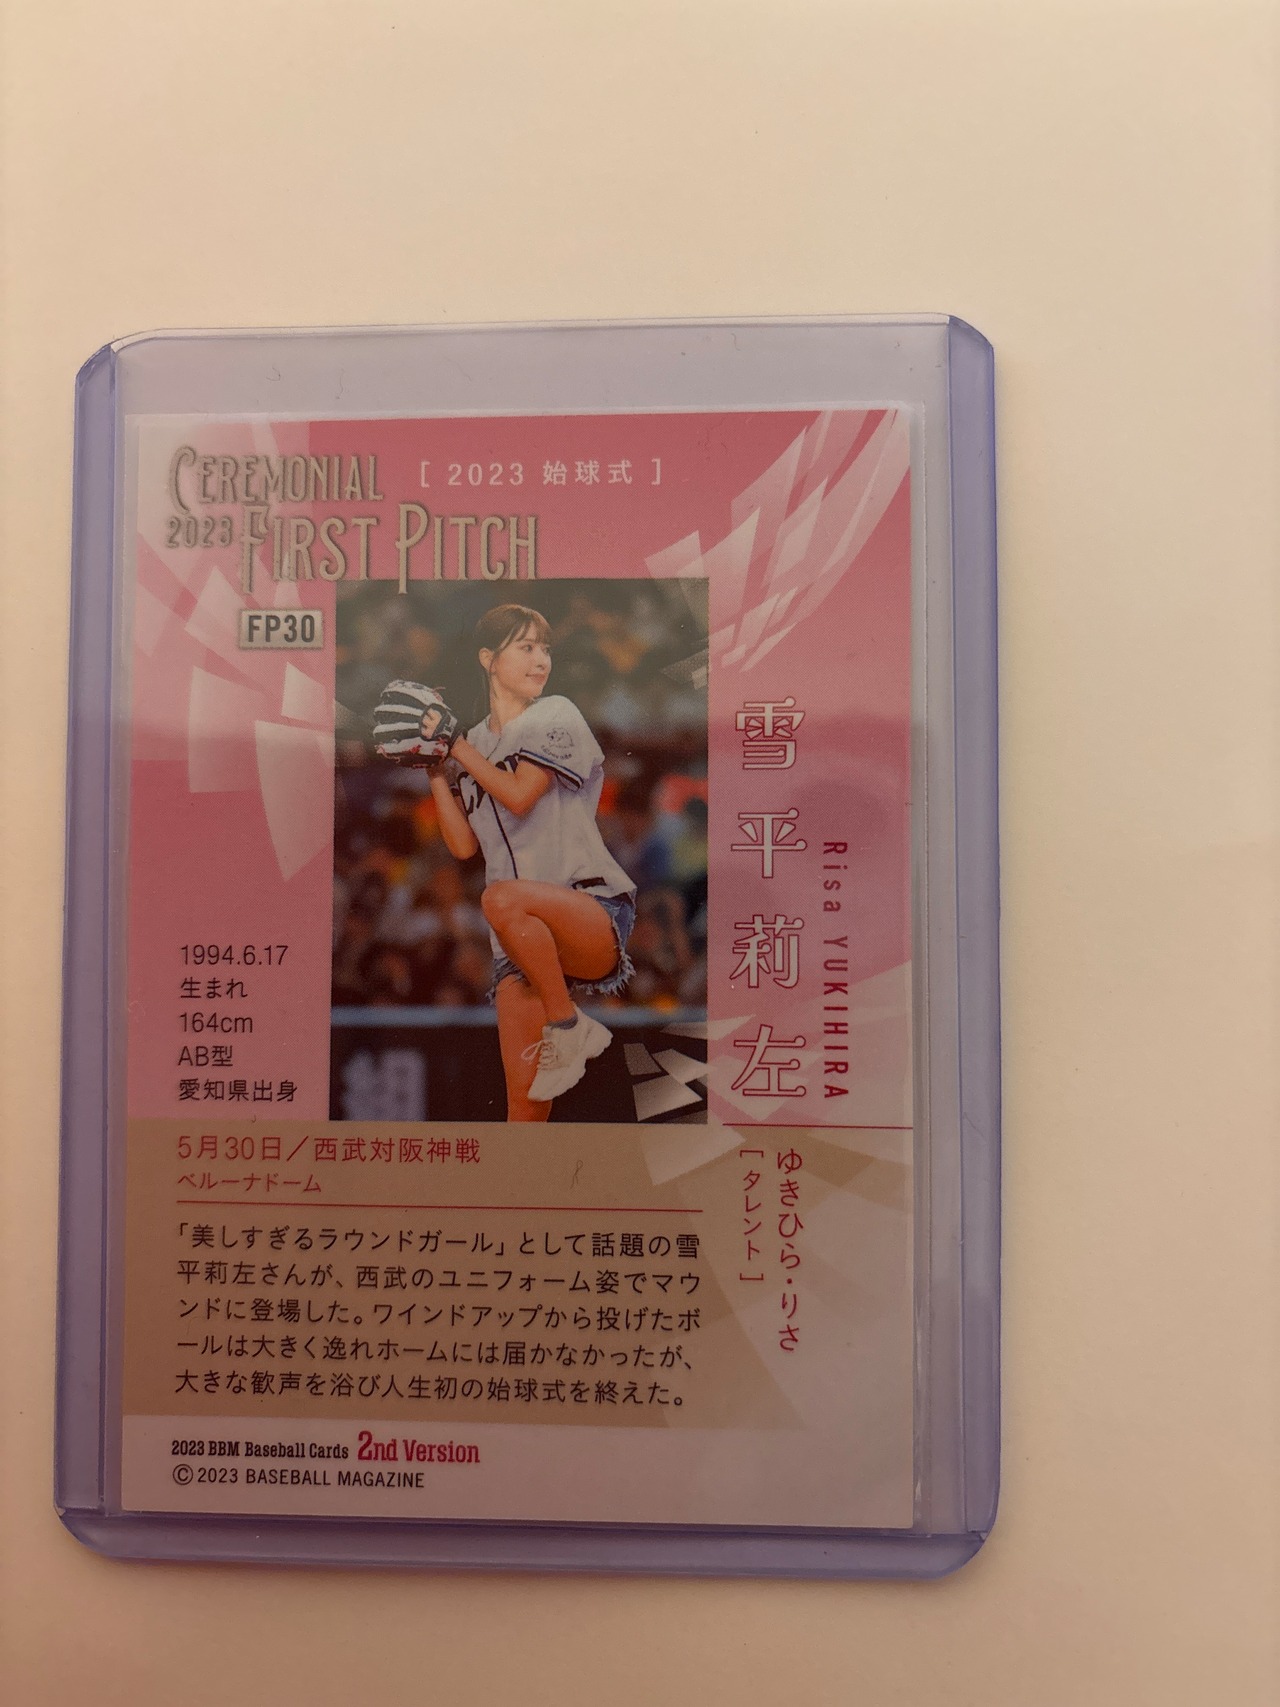 CEREMONIAL
2023 FIRST PITCH
[ 2023 始球式 ]
FP30
雪平莉左
Risa YUKIHIRA
1994.6.17
生まれ
164cm
AB型
愛知県出身
ゆきひら・りさ
[タレント]
5月30日/西武対阪神戦
ベルーナドーム
「美しすぎるラウンドガール」として話題の雪
平莉左さんが、西武のユニフォーム姿でマウ
ンドに登場した。ワインドアップから投げたボ
ールは大きく逸れホームには届かなかったが、
大きな歓声を浴び人生初の始球式を終えた。
2023 BBM Baseball Cards 2nd Version
©2023 BASEBALL MAGAZINE